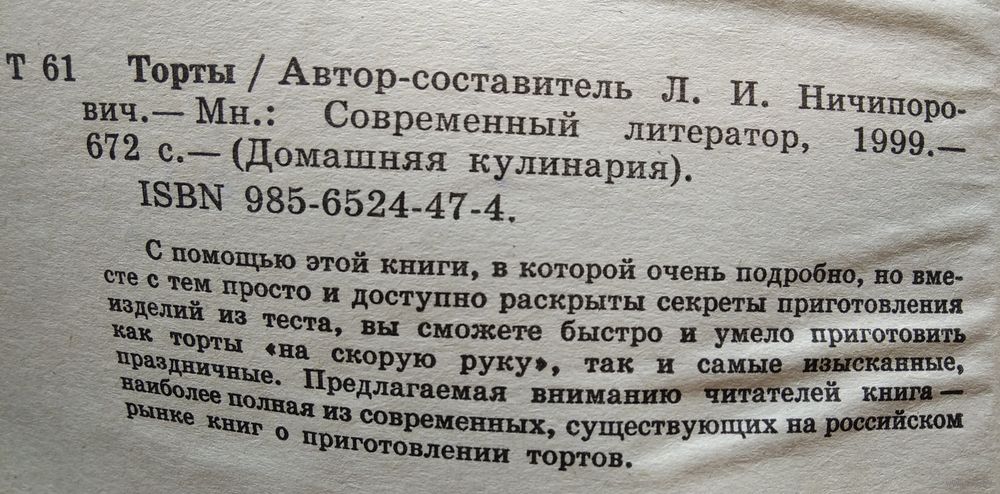 Т 61 Торты / Автор-составитель Л. И. Ничипоро-
вич.— Мн.: Современный литератор, 1999.—
672 с.— (Домашняя кулинария).
ISBN 985-6524-47-4.
С помощью этой книги, в которой очень подробно, но вме-
сте с тем просто и доступно раскрыты секреты приготовления
изделий из теста, вы сможете быстро и умело приготовить
как торты «на скорую руку», так и самые изысканные,
праздничные. Предлагаемая вниманию читателей книга —
наиболее полная из современных, существующих на российском
рынке книг о приготовлении тортов.